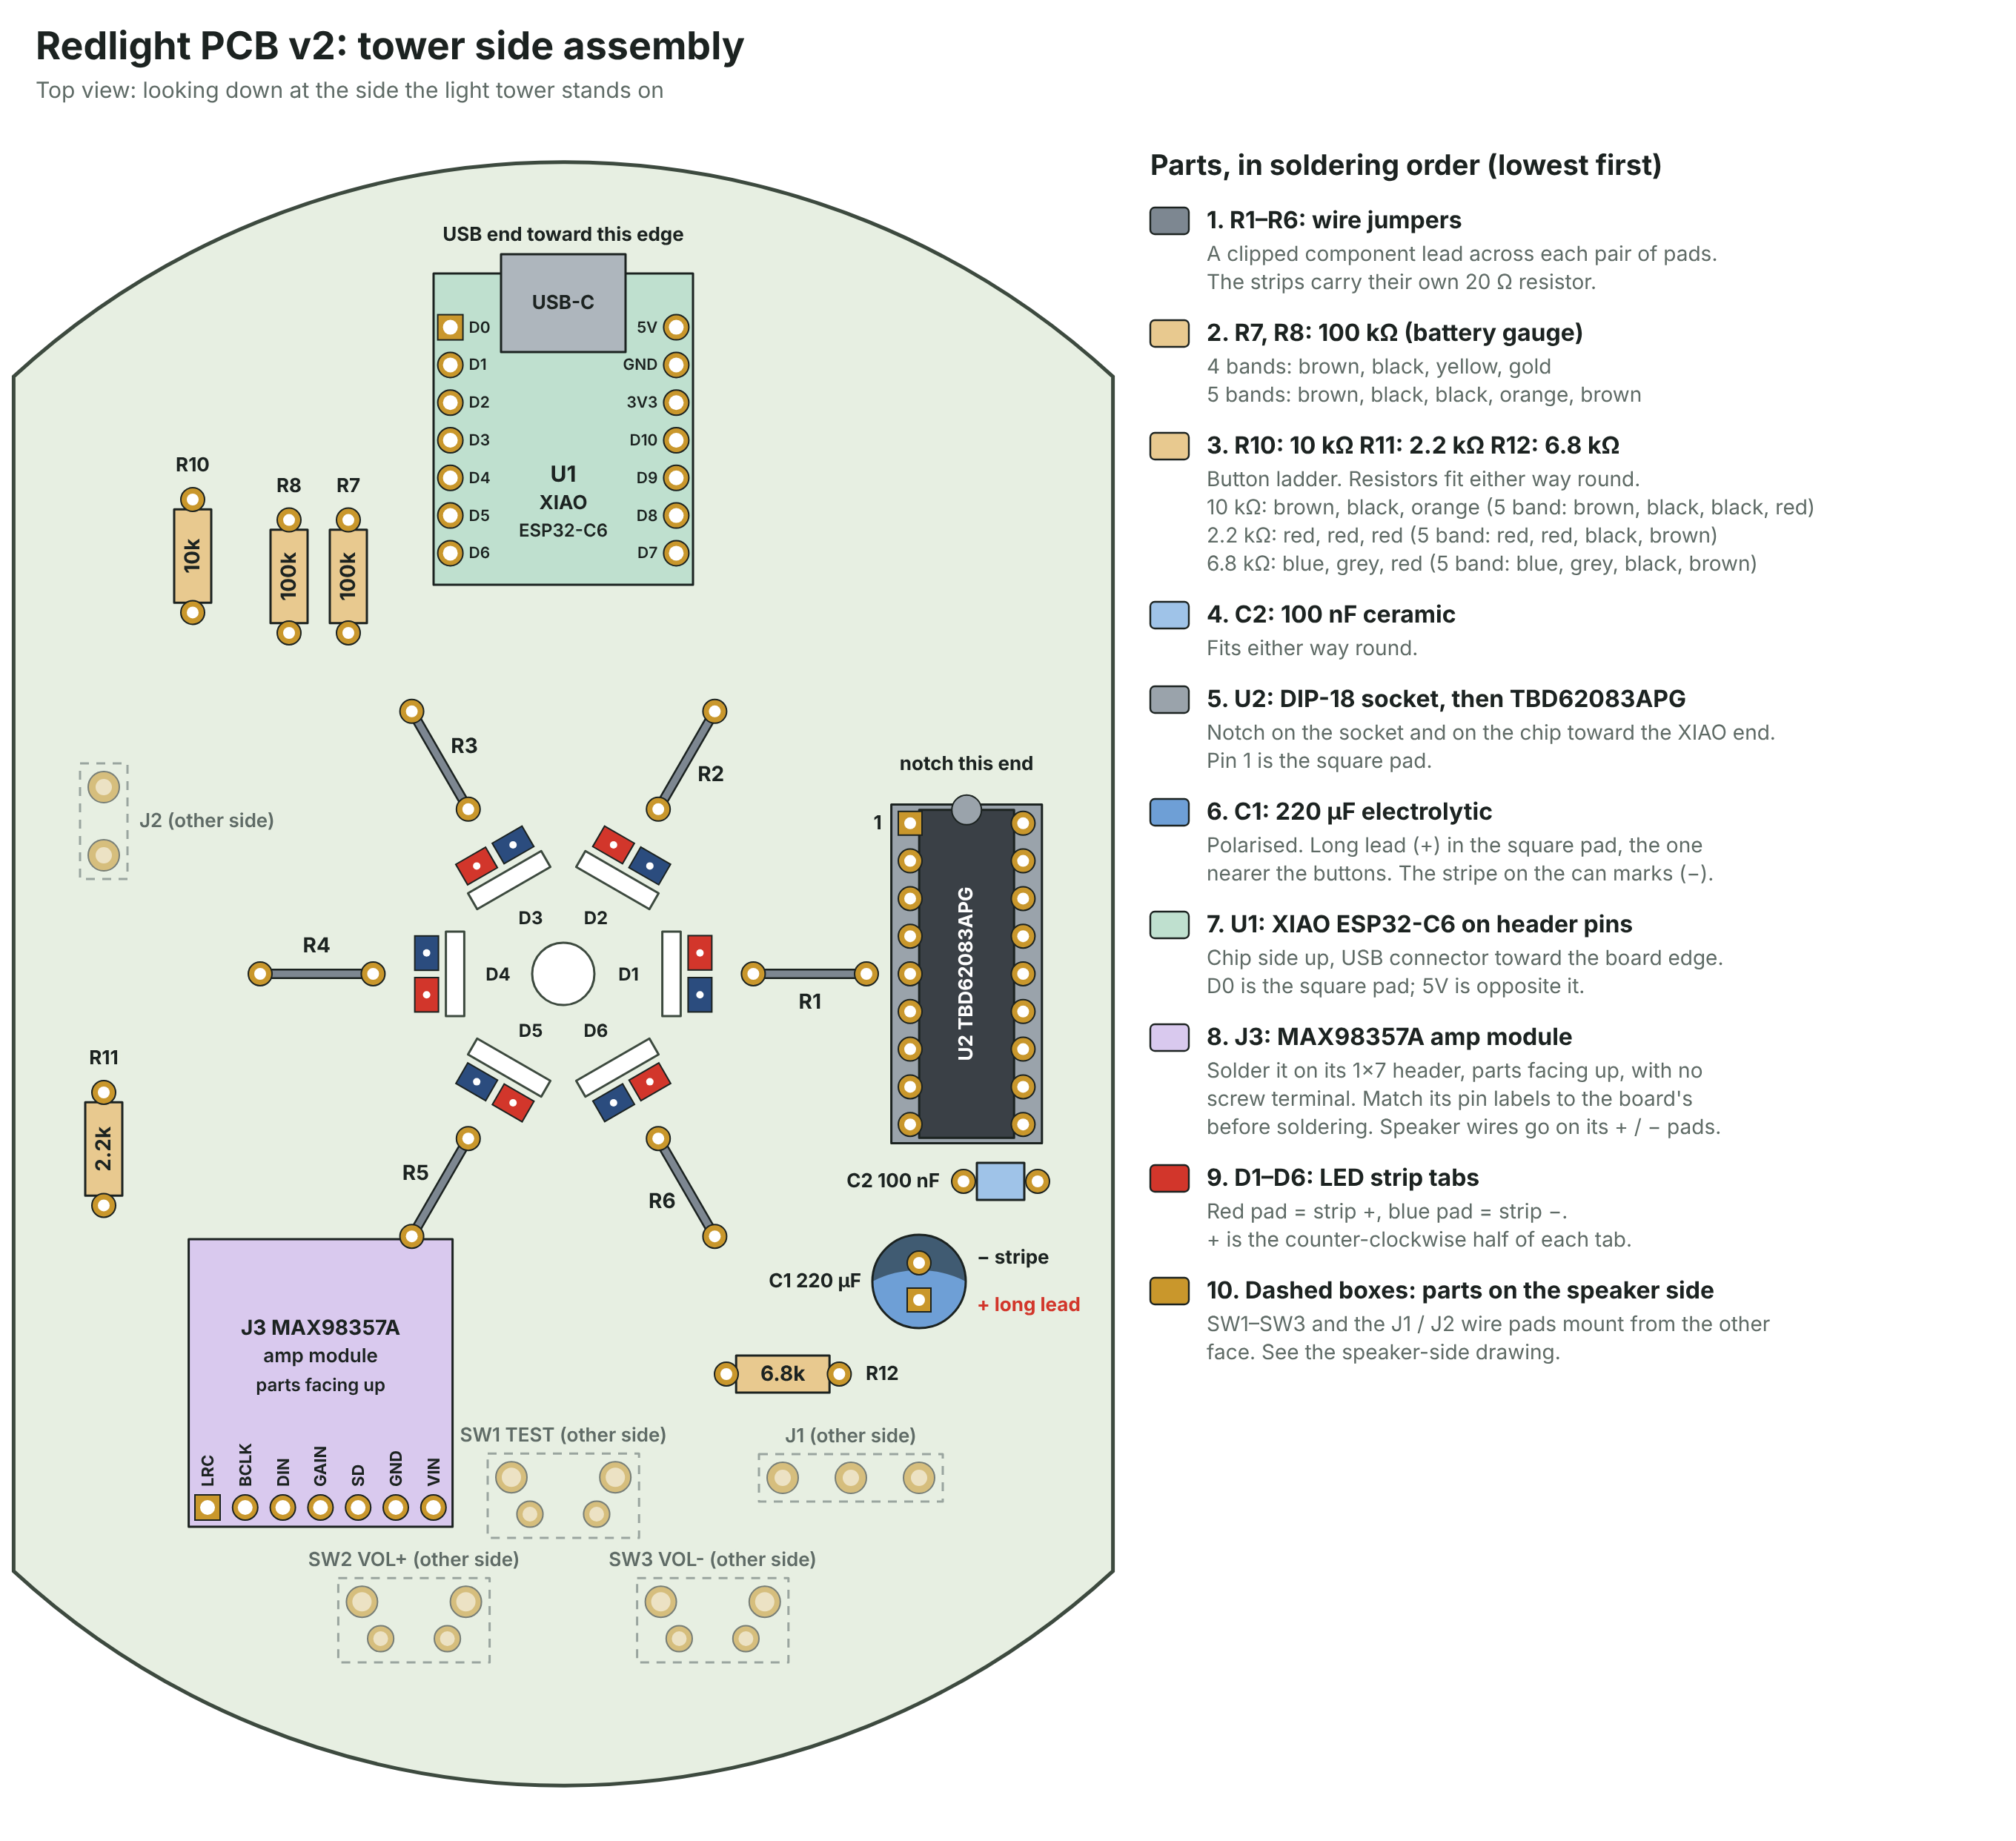 Redlight PCB v2: tower side assembly
Top view: looking down at the side the light tower stands on
USB end toward this edge
USB-C
D0
5V
D1
GND
D2
3V3
D3
D10
D4
D9
D5
D8
D6
D7
U1
XIAO
ESP32-C6
R10
10k
R8
100k
R7
100k
R3
R2
J2 (other side)
notch this end
1
U2 TBD62083APG
D3
D2
R4
D4
D1
R1
D5
D6
R11
2.2k
R5
R6
C2 100 nF
C1 220 µF
− stripe
+ long lead
J3 MAX98357A
amp module
parts facing up
LRC
BCLK
DIN
GAIN
SD
GND
VIN
6.8k
R12
SW1 TEST (other side)
J1 (other side)
SW2 VOL+ (other side)
SW3 VOL- (other side)
Parts, in soldering order (lowest first)
1. R1–R6: wire jumpers
A clipped component lead across each pair of pads.
The strips carry their own 20 Ω resistor.
2. R7, R8: 100 kΩ (battery gauge)
4 bands: brown, black, yellow, gold
5 bands: brown, black, black, orange, brown
3. R10: 10 kΩ R11: 2.2 kΩ R12: 6.8 kΩ
Button ladder. Resistors fit either way round.
10 kΩ: brown, black, orange (5 band: brown, black, black, red)
2.2 kΩ: red, red, red (5 band: red, red, black, brown)
6.8 kΩ: blue, grey, red (5 band: blue, grey, black, brown)
4. C2: 100 nF ceramic
Fits either way round.
5. U2: DIP-18 socket, then TBD62083APG
Notch on the socket and on the chip toward the XIAO end.
Pin 1 is the square pad.
6. C1: 220 µF electrolytic
Polarised. Long lead (+) in the square pad, the one
nearer the buttons. The stripe on the can marks (−).
7. U1: XIAO ESP32-C6 on header pins
Chip side up, USB connector toward the board edge.
D0 is the square pad; 5V is opposite it.
8. J3: MAX98357A amp module
Solder it on its 1×7 header, parts facing up, with no
screw terminal. Match its pin labels to the board's
before soldering. Speaker wires go on its + / − pads.
9. D1–D6: LED strip tabs
Red pad = strip +, blue pad = strip −.
+ is the counter-clockwise half of each tab.
10. Dashed boxes: parts on the speaker side
SW1–SW3 and the J1 / J2 wire pads mount from the other
face. See the speaker-side drawing.